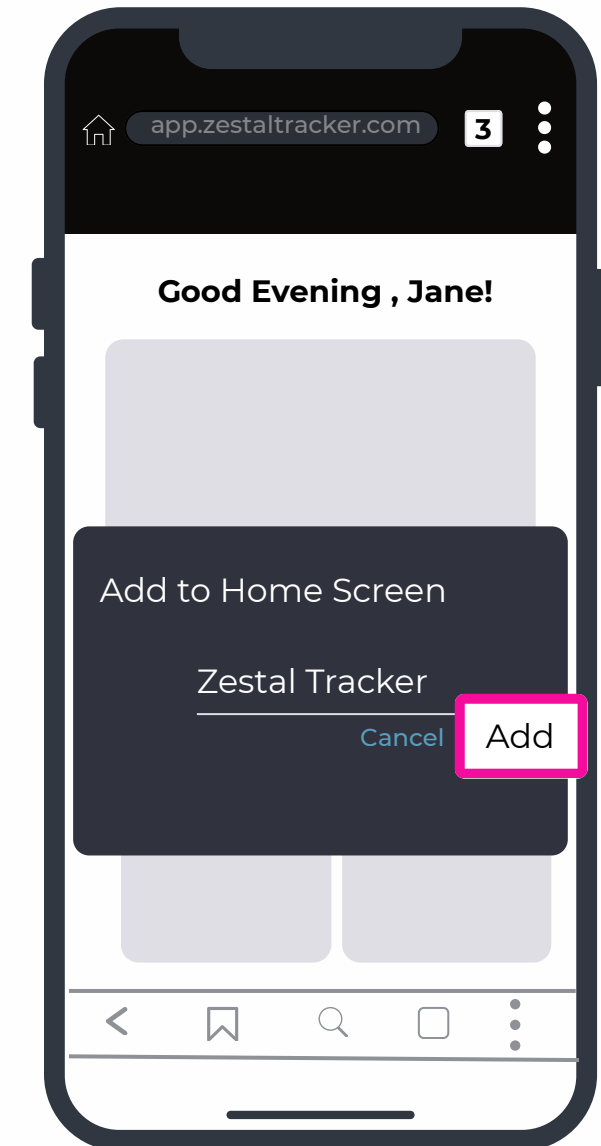 app.zestaltracker.com
3
Good Evening , Jane!
Add to Home Screen
Zestal Tracker
Cancel
Add